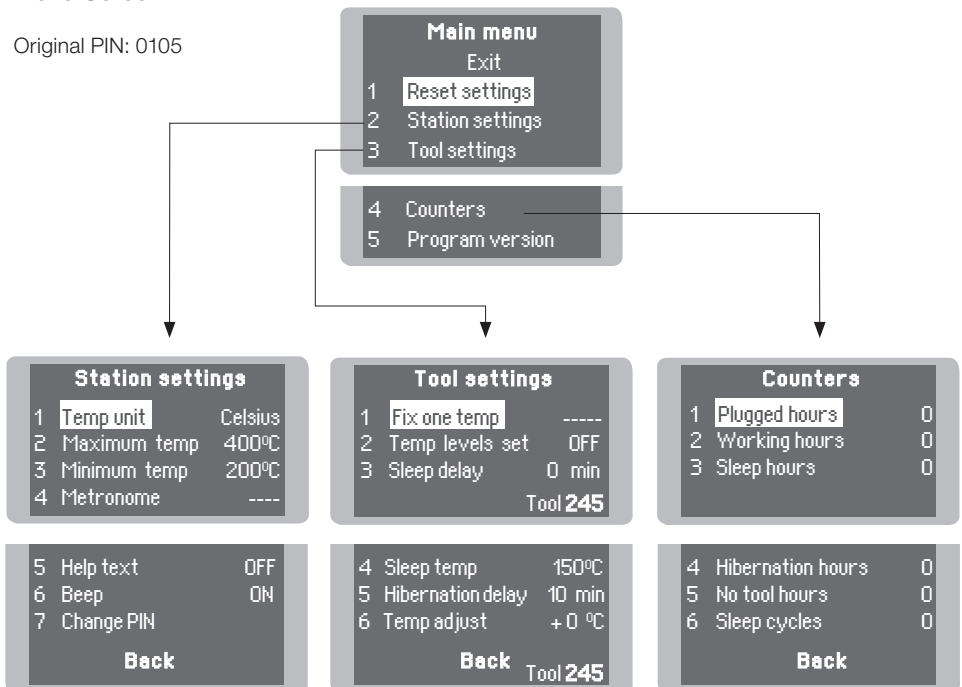 Original PIN: 0105
Main menu
Exit
1 Reset settings
2 Station settings
3 Tool settings
4 Counters
5 Program version
Station settings
1 Temp unit Celsius
2 Maximum temp 400ºC
3 Minimum temp 200ºC
4 Metronome ----
5 Help text OFF
6 Beep ON
7 Change PIN
Back
Tool settings
1 Fix one temp -----
2 Temp levels set OFF
3 Sleep delay 0 min
Tool 245
4 Sleep temp 150ºC
5 Hibernation delay 10 min
6 Temp adjust +0 ºC
Back
Tool 245
Counters
1 Plugged hours 0
2 Working hours 0
3 Sleep hours 0
4 Hibernation hours 0
5 No tool hours 0
6 Sleep cycles 0
Back